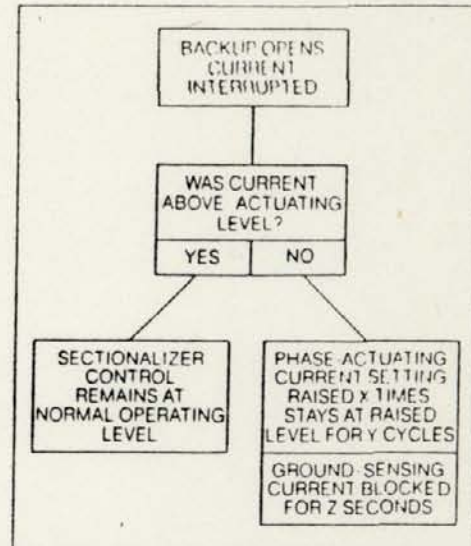 BACKUP OPENS
CURRENT
INTERRUPTED
WAS CURRENT
ABOVE ACTUATING
LEVEL?
YES
NO
SECTIONALIZER
CONTROL
REMAINS AT
NORMAL OPERATING
LEVEL
PHASE-ACTUATING
CURRENT SETTING
RAISED X TIMES
STAYS AT RAISED
LEVEL FOR Y CYCLES
GROUND-SENSING
CURRENT BLOCKED
FOR Z SECONDS